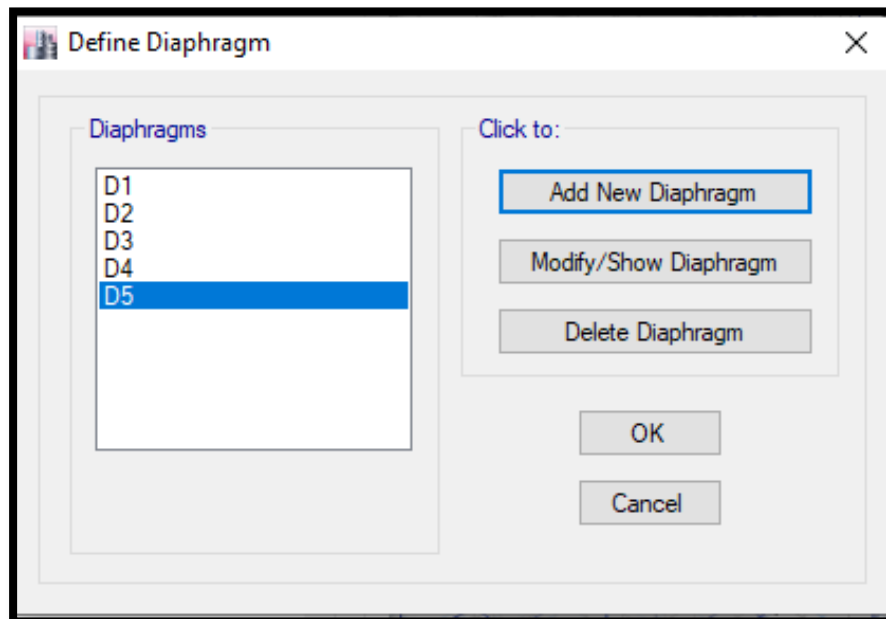 Define Diaphragm
Diaphragms
D1
D2
D3
D4
D5
Click to:
Add New Diaphragm
Modify/Show Diaphragm
Delete Diaphragm
OK
Cancel